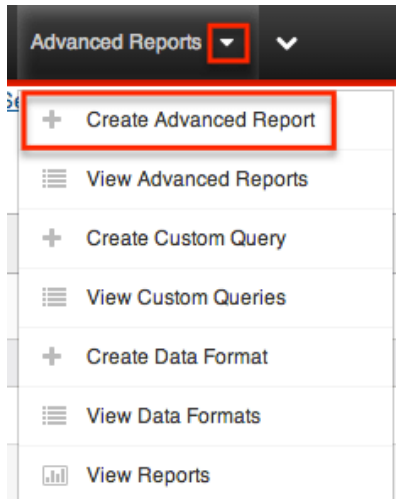 Advanced Reports
Create Advanced Report
View Advanced Reports
Create Custom Query
View Custom Queries
Create Data Format
View Data Formats
View Reports